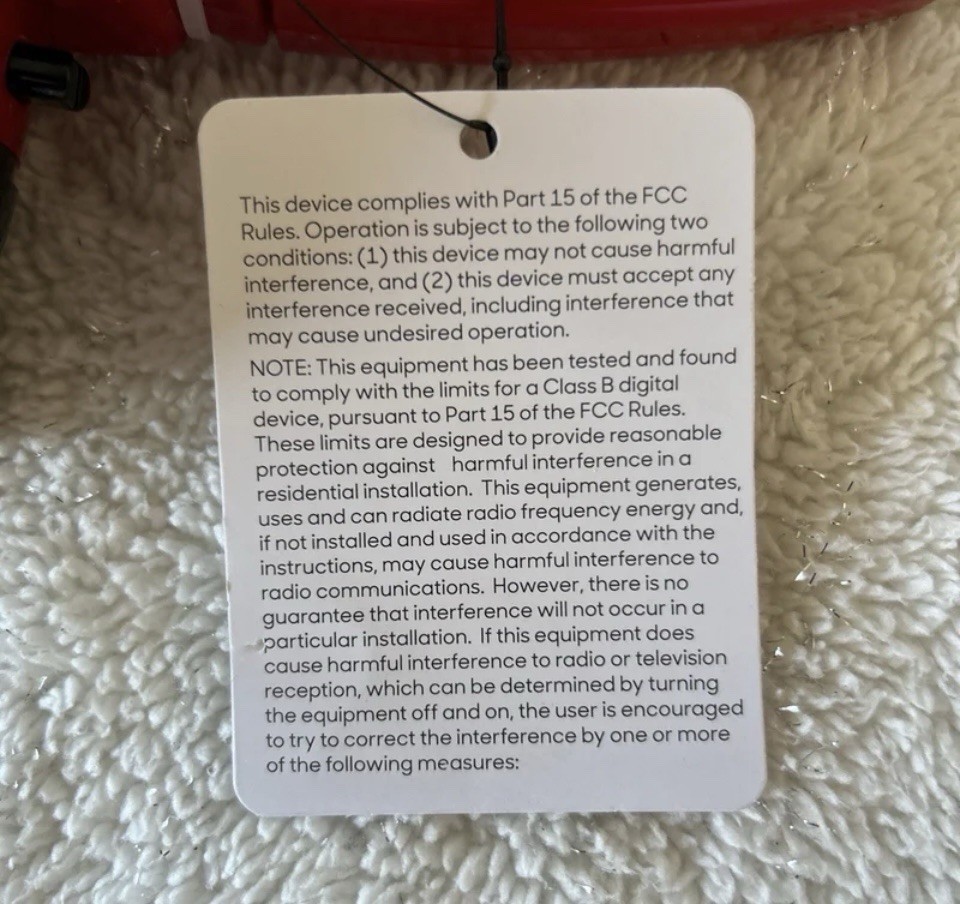 This device complies with Part 15 of the FCC
Rules. Operation is subject to the following two
conditions: (1) this device may not cause harmful
interference, and (2) this device must accept any
interference received, including interference that
may cause undesired operation.
NOTE: This equipment has been tested and found
to comply with the limits for a Class B digital
device, pursuant to Part 15 of the FCC Rules.
These limits are designed to provide reasonable
protection against   harmful interference in a
residential installation.  This equipment generates,
uses and can radiate radio frequency energy and,
if not installed and used in accordance with the
instructions, may cause harmful interference to
radio communications.  However, there is no
guarantee that interference will not occur in a
particular installation.  If this equipment does
cause harmful interference to radio or television
reception, which can be determined by turning
the equipment off and on, the user is encouraged
to try to correct the interference by one or more
of the following measures: